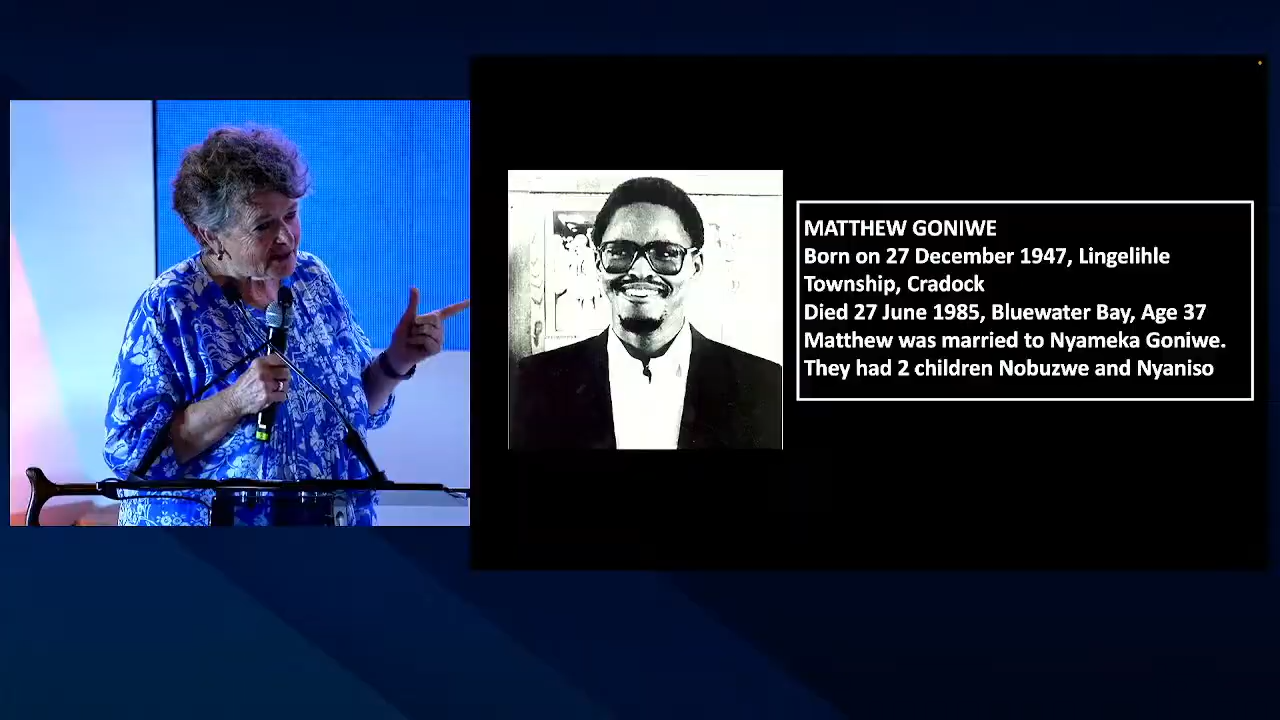 MATTHEW GONIWE
Born on 27 December 1947, Lingelihle
Township, Cradock
Died 27 June 1985, Bluewater Bay, Age 37
Matthew was married to Nyameka Goniwe.
They had 2 children Nobuzwe and Nyaniso